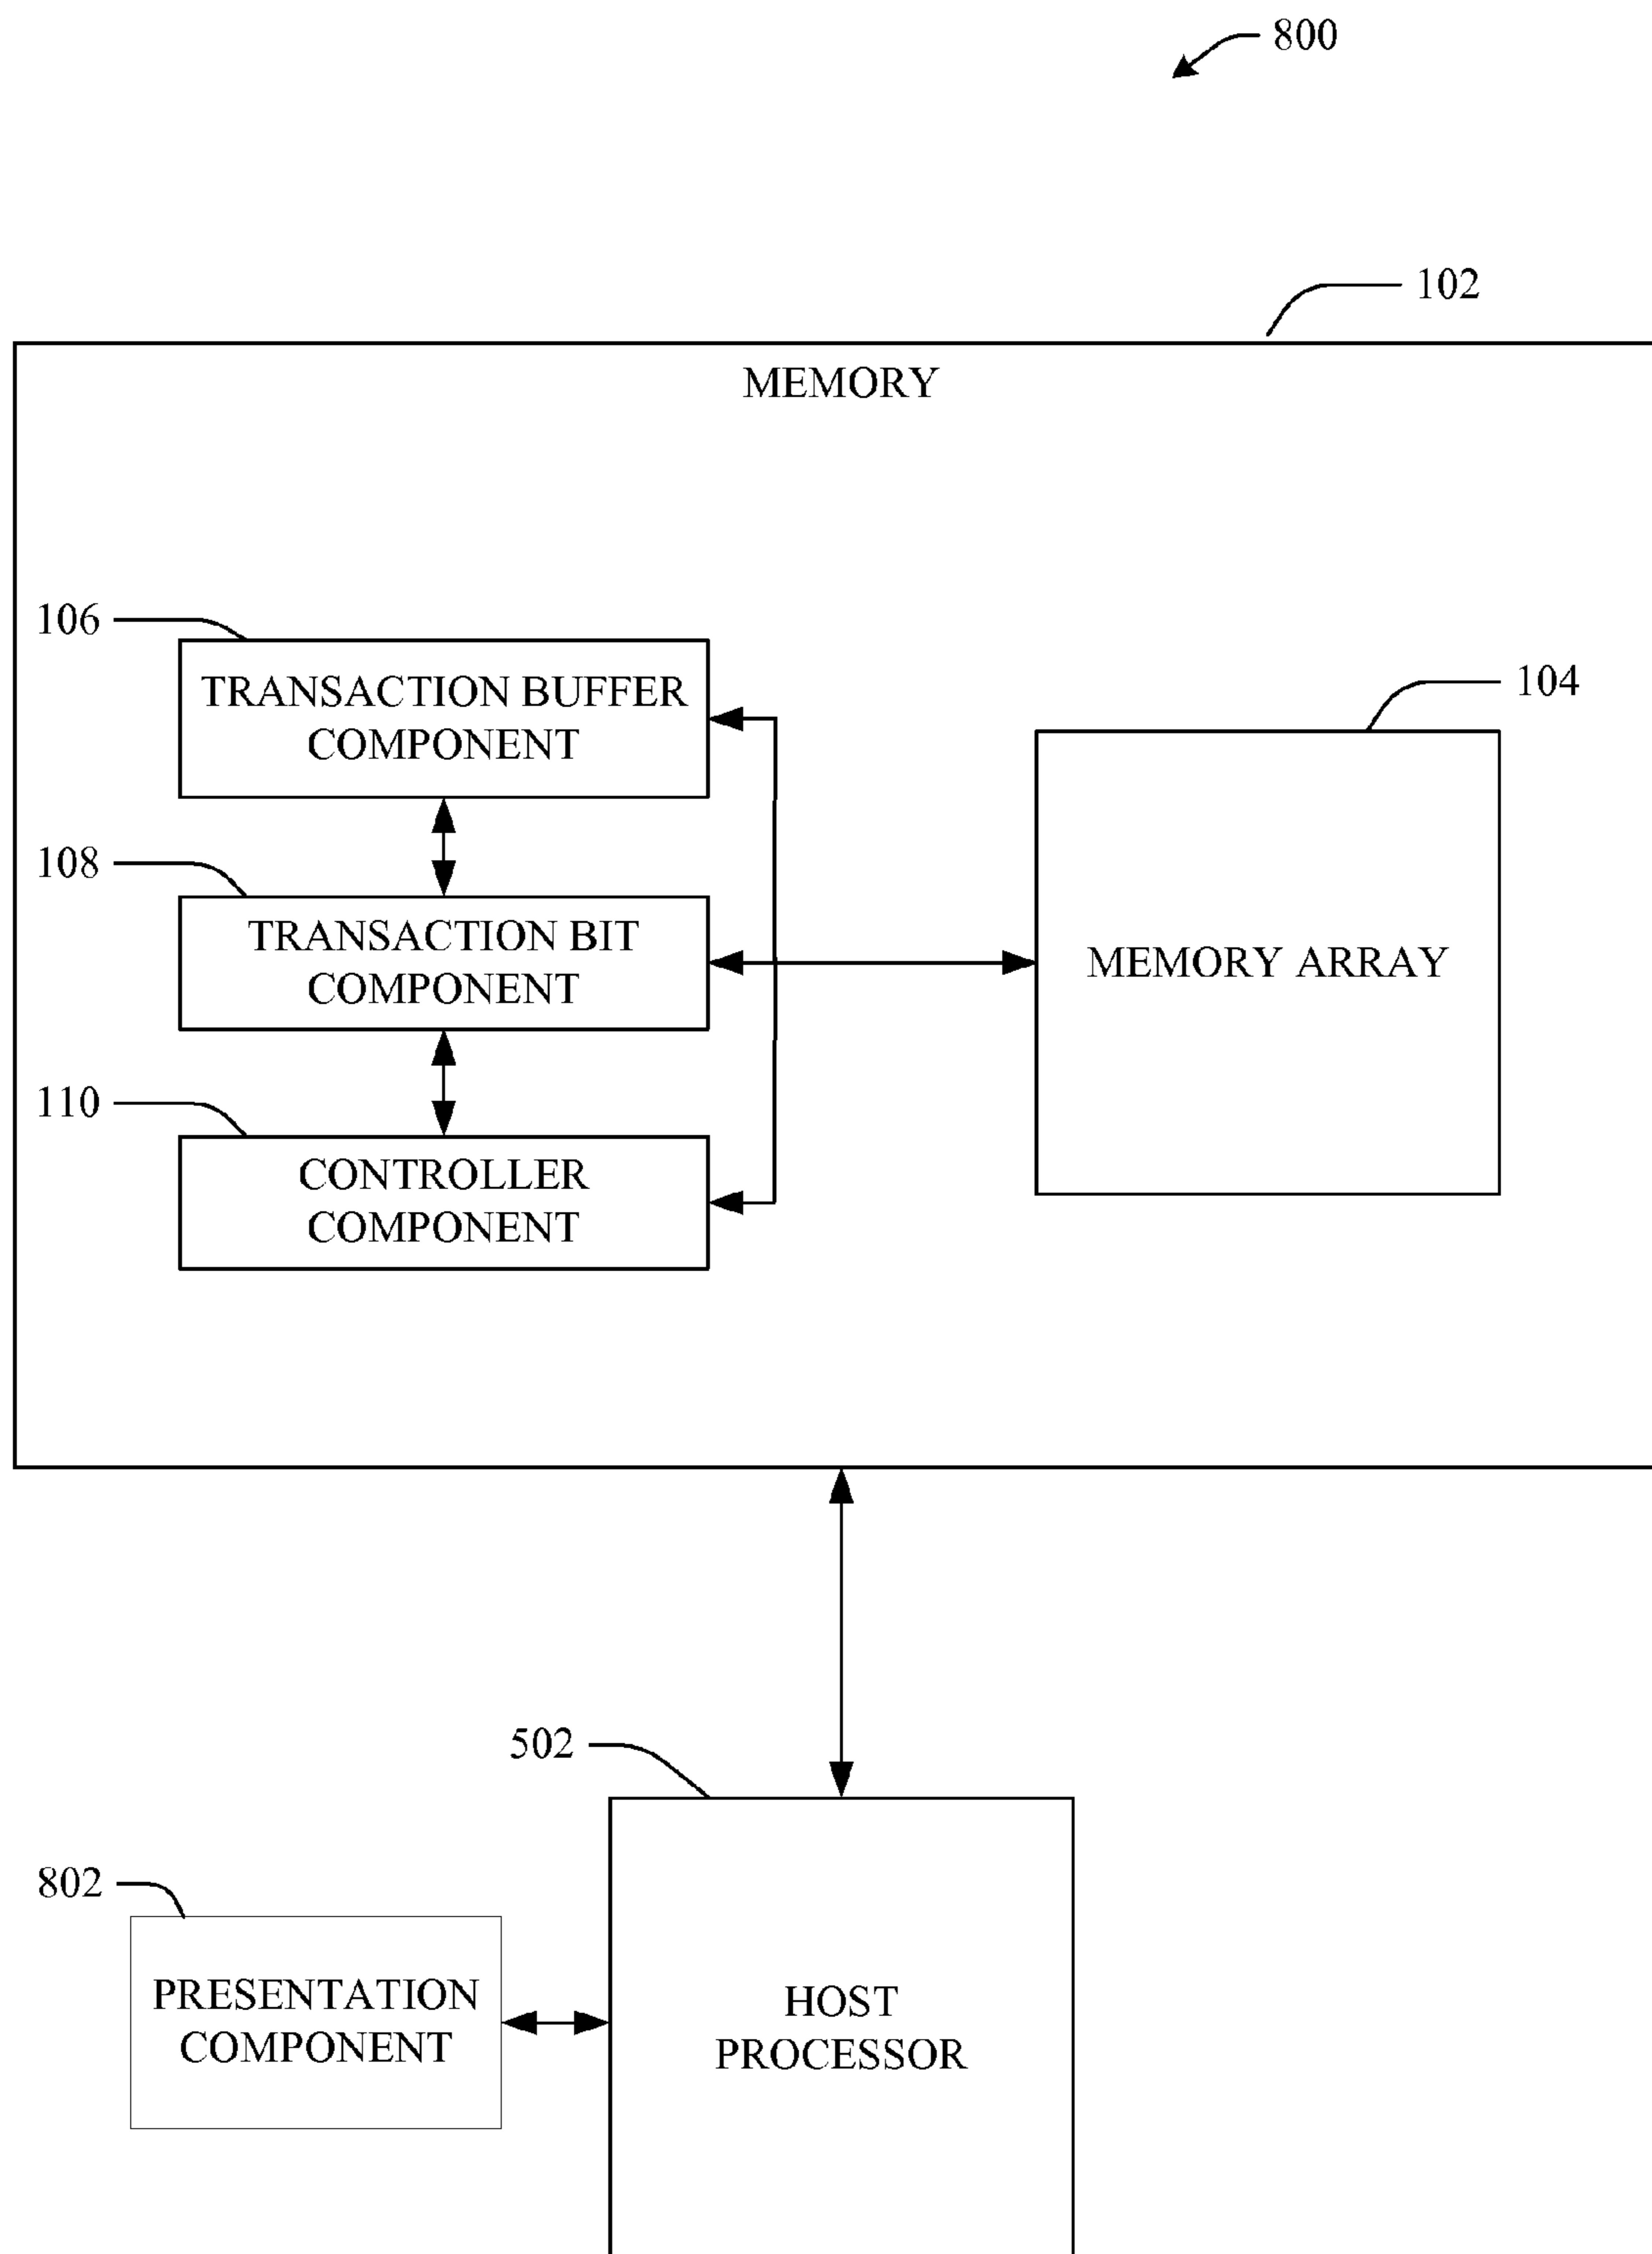 800
102
MEMORY
106
TRANSACTION BUFFER
COMPONENT
104
108
TRANSACTION BIT
COMPONENT
MEMORY ARRAY
110
CONTROLLER
COMPONENT
502
802
PRESENTATION
COMPONENT
HOST
PROCESSOR